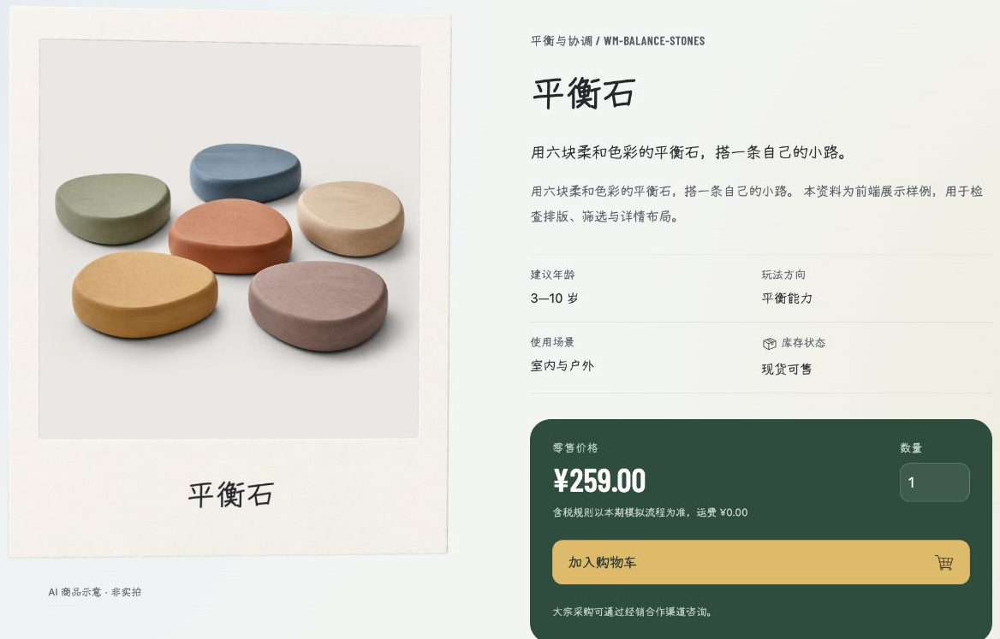 平衡石
AI 商品示意 · 非实拍
平衡与协调 / WM-BALANCE-STONES
平衡石
用六块柔和色彩的平衡石，搭一条自己的小路。
用六块柔和色彩的平衡石，搭一条自己的小路。 本资料为前端展示样例，用于检
查排版、筛选与详情布局。
建议年龄
3—10 岁
玩法方向
平衡能力
使用场景
室内与户外
库存状态
现货可售
零售价格
¥259.00
数量
1
含税规则以本期模拟流程为准，运费 ¥0.00
加入购物车
大宗采购可通过经销合作渠道咨询。